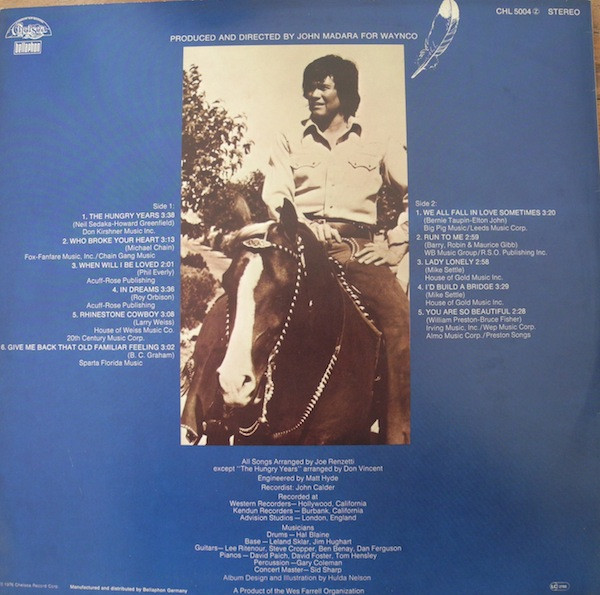 Chelsea
bellaphon
CHL 5004 ② STEREO
PRODUCED AND DIRECTED BY JOHN MADARA FOR WAYNCO
Side 1:
1. THE HUNGRY YEARS 3:38
(Neil Sedaka-Howard Greenfield)
Don Kirshner Music Inc.
2. WHO BROKE YOUR HEART 3:13
(Michael Chain)
Fox-Fanfare Music. Inc./Chain Gang Music
3. WHEN WILL I BE LOVED 2:01
(Phil Everly)
Acuff-Rose Publishing
4. IN DREAMS 3:36
(Roy Orbison)
Acuff-Rose Publishing
5. RHINESTONE COWBOY 3:08
(Larry Weiss)
House of Weiss Music Co.
20th Century Music Corp.
6. GIVE ME BACK THAT OLD FAMILIAR FEELING 3:02
(B. C. Graham)
Sparta Florida Music
Side 2:
1. WE ALL FALL IN LOVE SOMETIMES 3:20
(Bernie Taupin-Elton John)
Big Pig Music/Leeds Music Corp.
2. RUN TO ME 2:59
(Barry, Robin & Maurice Gibb)
WB Music Group/R.S.O. Publishing Inc.
3. LADY LONELY 2:58
(Mike Settle)
House of Gold Music Inc.
4. I'D BUILD A BRIDGE 3:29
(Mike Settle)
House of Gold Music Inc.
5. YOU ARE SO BEAUTIFUL 2:28
(William Preston-Bruce Fisher)
Irving Music, Inc./Wep Music Corp.
Almo Music Corp./Preston Songs
All Songs Arranged by Joe Renzetti
except "The Hungry Years" arranged by Don Vincent
Engineered by Matt Hyde
Recordist: John Calder
Recorded at
Western Recorders—Hollywood, California
Kendun Recorders—Burbank, California
Advision Studios—London, England
Musicians
Drums—Hal Blaine
Base—Leland Sklar, Jim Hughart
Guitars—Lee Ritenour, Steve Cropper, Ben Benay, Dan Ferguson
Pianos—David Paich, David Foster, Tom Hensley
Percussion—Gary Coleman
Concert Master—Sid Sharp
Album Design and Illustration by Hulda Nelson
A Product of the Wes Farrell Organization
Manufactured and distributed by Bellaphon Germany